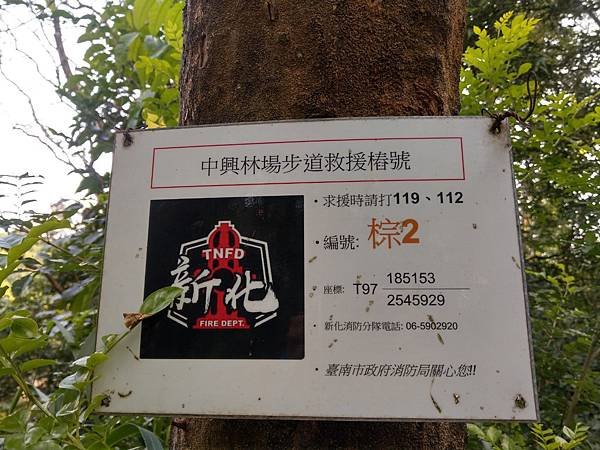 中興林場步道救援樁號
TNFD
新化
FIRE DEPT.
・求援時請打119、112
・編號: 棕2
・座標: T97 185153
2545929
・新化消防分隊電話: 06-5902920
・臺南市政府消防局關心您!!